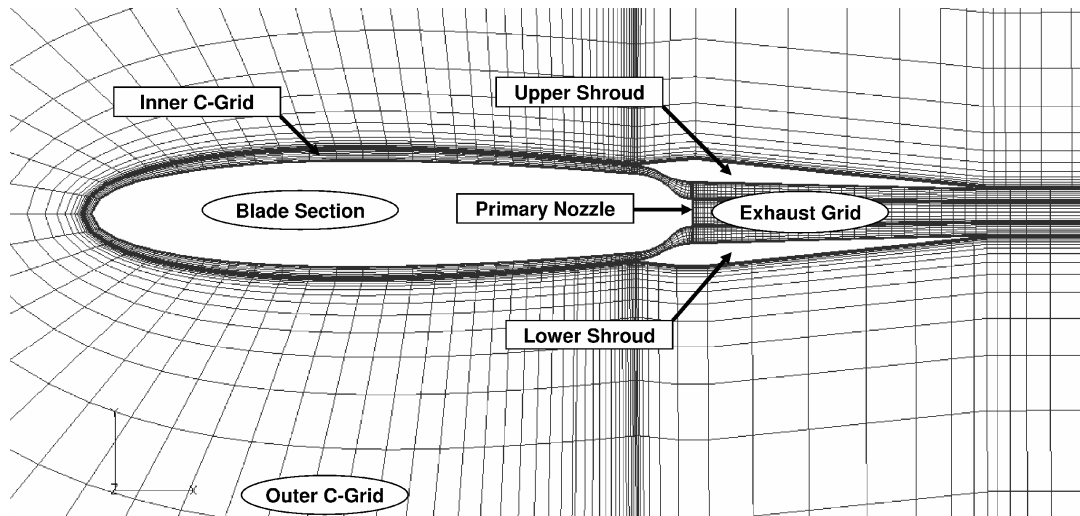 Upper Shroud
Inner C-Grid
Blade Section
Primary Nozzle
Exhaust Grid
Lower Shroud
Y
Z
X
Outer C-Grid